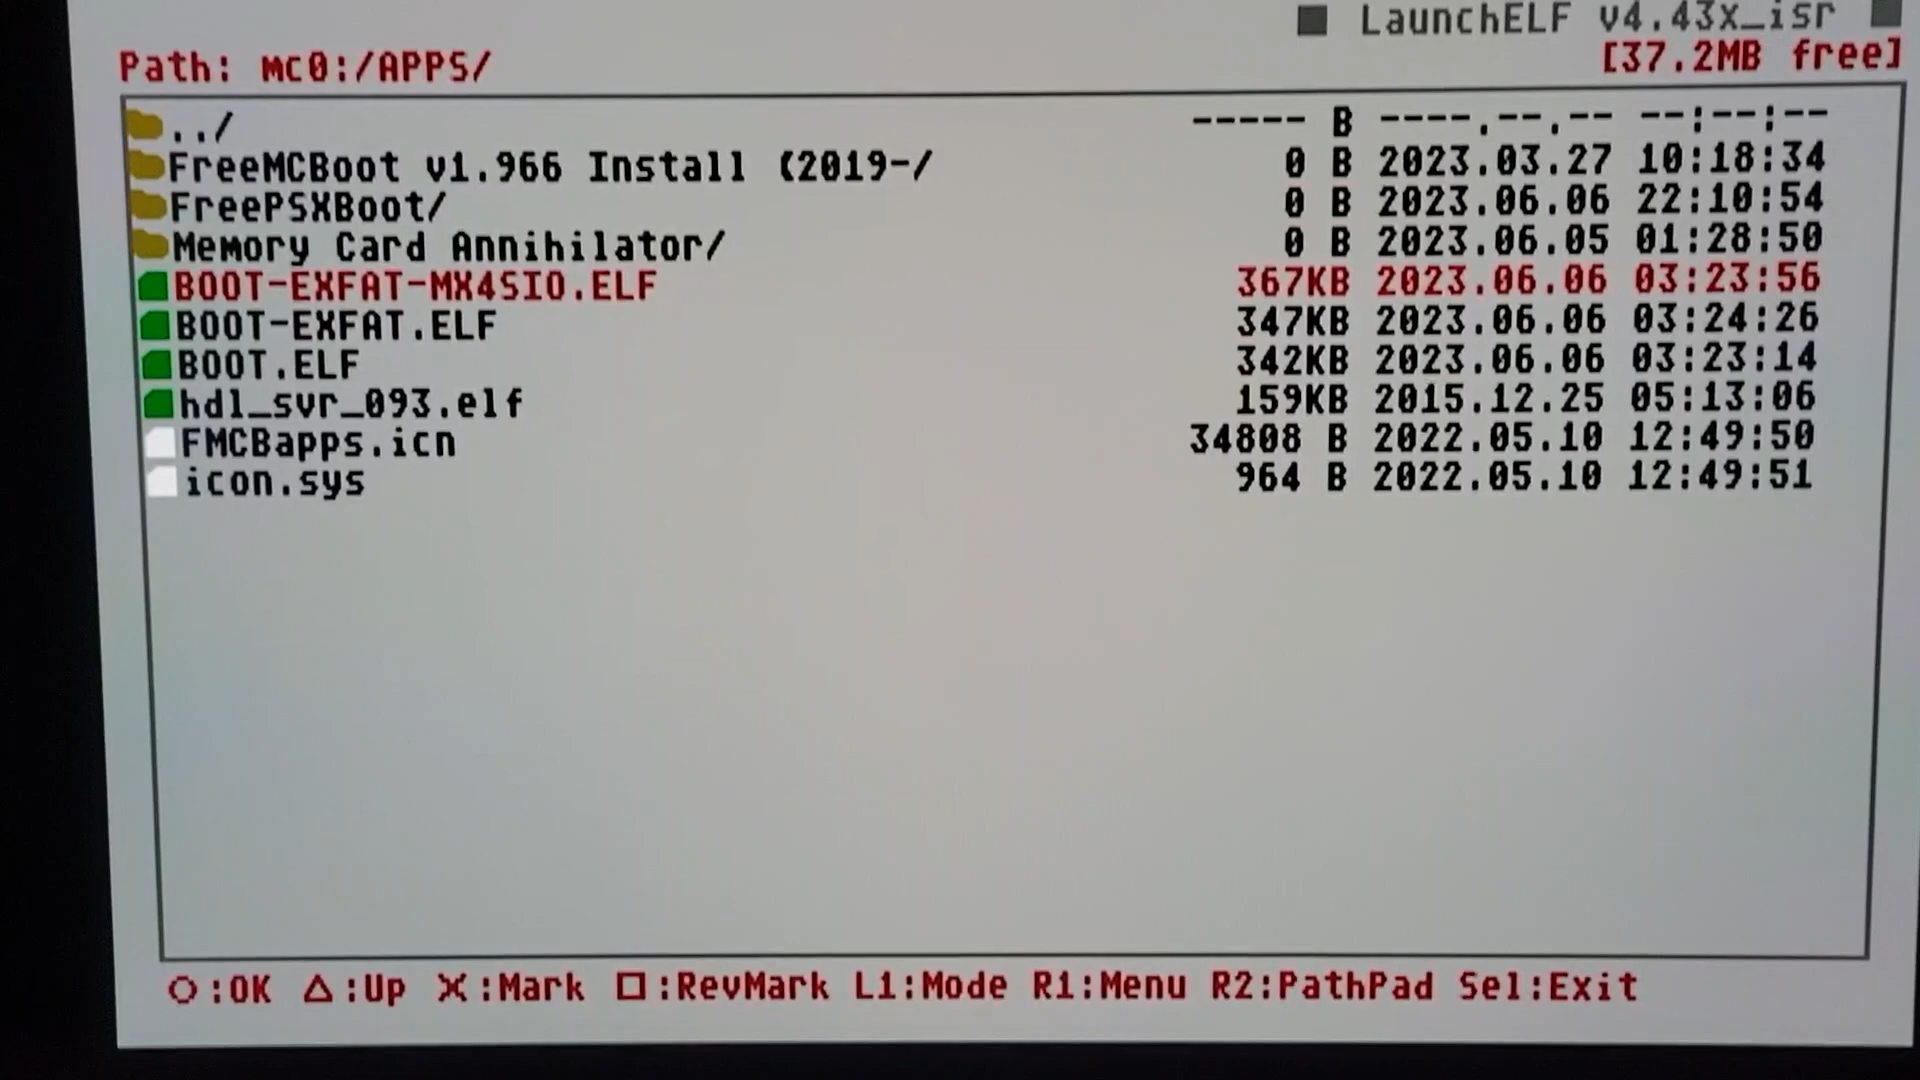 ■ LaunchELF v4.43x_isr ■
Path: mc0:/APPS/ [37.2MB free]
../ ----- B ----.--.-- --:--:--
FreeMCBoot v1.966 Install (2019-/ 0 B 2023.03.27 10:18:34
FreePSXBoot/ 0 B 2023.06.06 22:10:54
Memory Card Annihilator/ 0 B 2023.06.05 01:28:50
BOOT-EXFAT-MX4SIO.ELF 367KB 2023.06.06 03:23:56
BOOT-EXFAT.ELF 347KB 2023.06.06 03:24:26
BOOT.ELF 342KB 2023.06.06 03:23:14
hdl_svr_093.elf 159KB 2015.12.25 05:13:06
FMCBapps.icn 34808 B 2022.05.10 12:49:50
icon.sys 964 B 2022.05.10 12:49:51
○:OK △:Up ✕:Mark □:RevMark L1:Mode R1:Menu R2:PathPad Sel:Exit